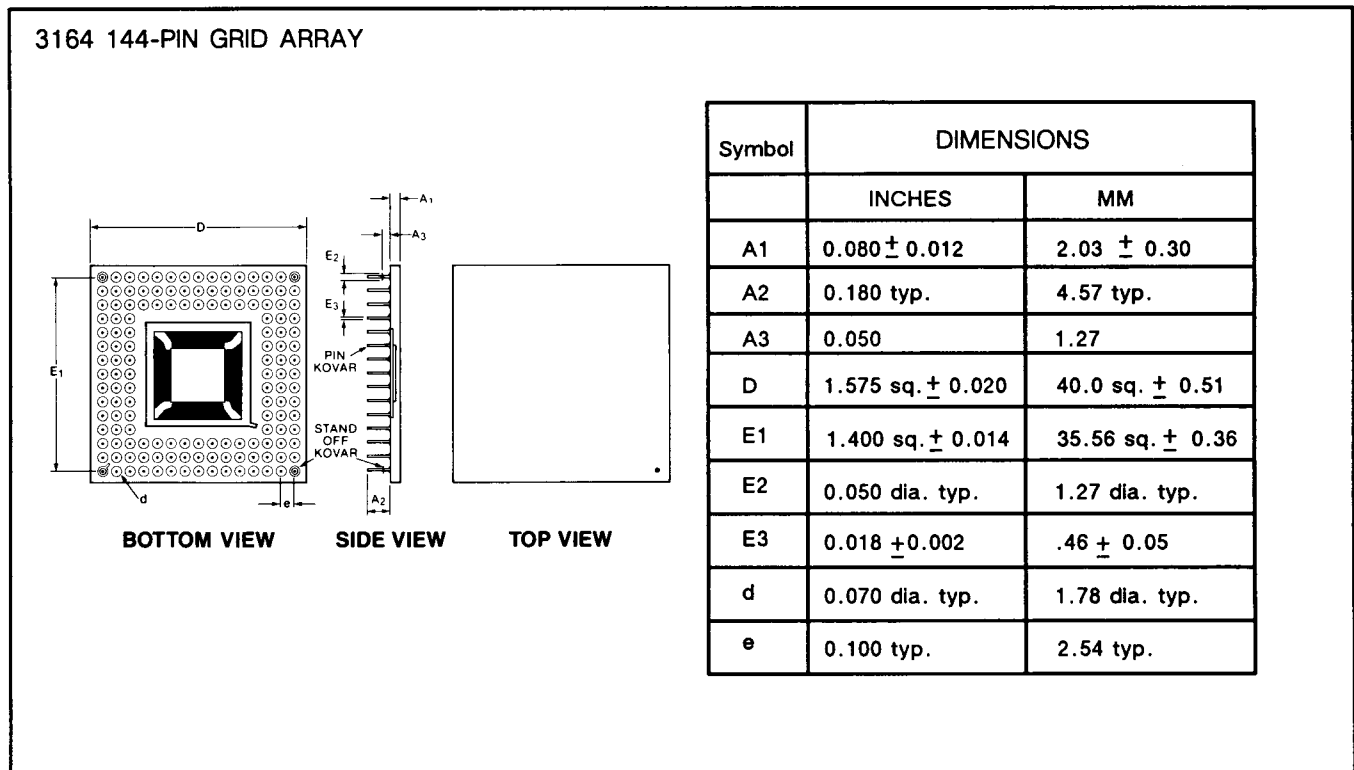 3164 144-PIN GRID ARRAY
A1
D
A3
E2
E3
PIN
KOVAR
E1
STAND
OFF
KOVAR
d
e
A2
BOTTOM VIEW
SIDE VIEW
TOP VIEW
Symbol DIMENSIONS
INCHES MM
A1 0.080 ± 0.012 2.03 ± 0.30
A2 0.180 typ. 4.57 typ.
A3 0.050 1.27
D 1.575 sq. ± 0.020 40.0 sq. ± 0.51
E1 1.400 sq. ± 0.014 35.56 sq. ± 0.36
E2 0.050 dia. typ. 1.27 dia. typ.
E3 0.018 ±0.002 .46 ± 0.05
d 0.070 dia. typ. 1.78 dia. typ.
e 0.100 typ. 2.54 typ.